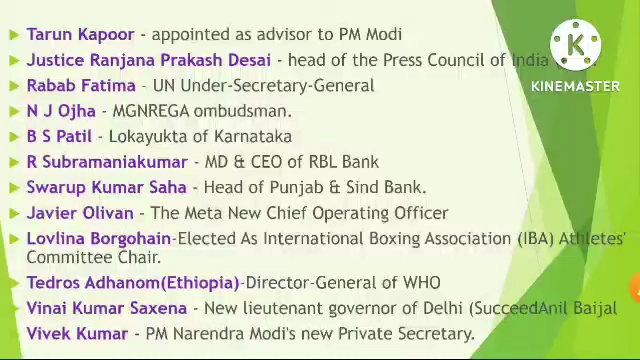 Tarun Kapoor - appointed as advisor to PM Modi
Justice Ranjana Prakash Desai - head of the Press Council of India
Rabab Fatima - UN Under-Secretary-General
N J Ojha - MGNREGA ombudsman.
B S Patil - Lokayukta of Karnataka
R Subramaniakumar - MD & CEO of RBL Bank
Swarup Kumar Saha - Head of Punjab & Sind Bank.
Javier Olivan - The Meta New Chief Operating Officer
Lovlina Borgohain-Elected As International Boxing Association (IBA) Athletes'
Committee Chair.
Tedros Adhanom(Ethiopia)-Director-General of WHO
Vinai Kumar Saxena - New lieutenant governor of Delhi (SucceedAnil Baijal
Vivek Kumar - PM Narendra Modi's new Private Secretary.
K
KINEMASTER